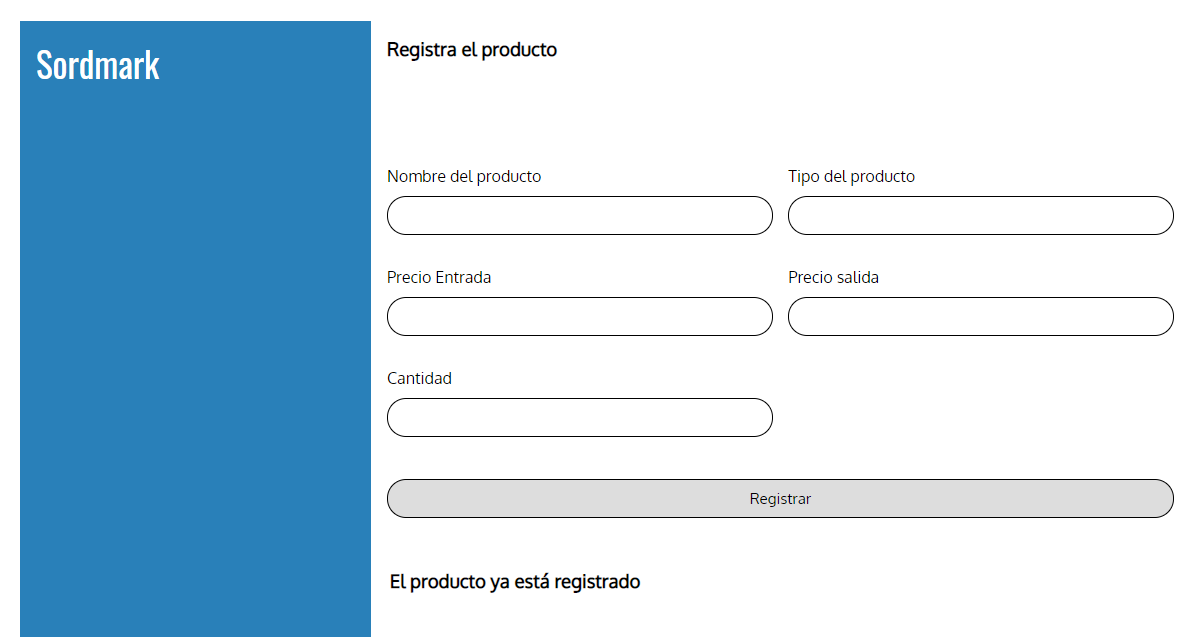 Sordmark
Registra el producto
Nombre del producto
Tipo del producto
Precio Entrada
Precio salida
Cantidad
Registrar
El producto ya está registrado